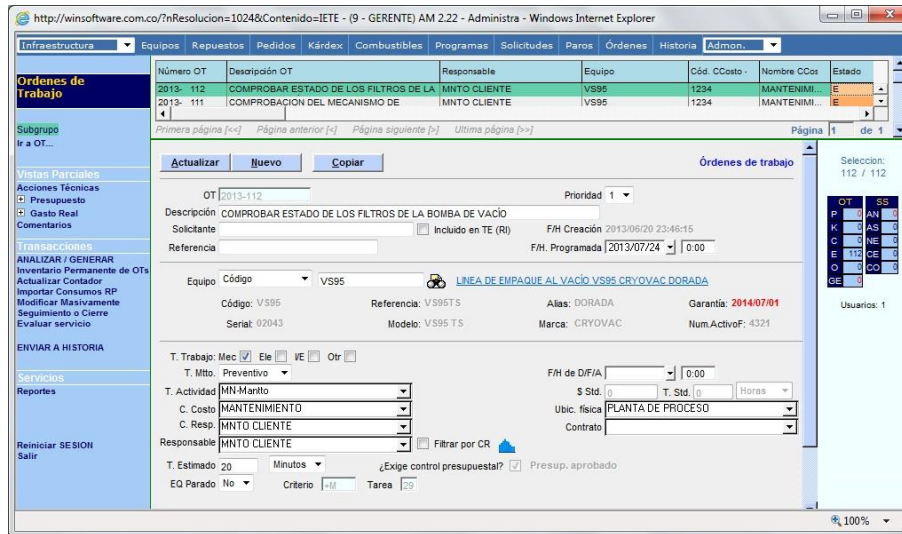 http://winsoftware.com.co/?nResolucion=1024&Contenido=IETE - (9 - GERENTE) AM 2.22 - Administra - Windows Internet Explorer
Infraestructura Equipos Repuestos Pedidos Kárdex Combustibles Programas Solicitudes Paros Órdenes Historia Admon.
Ordenes de Trabajo
Número OT Descripción OT Responsable Equipo Cód. CCosto - Nombre CCos Estado
2013- 112 COMPROBAR ESTADO DE LOS FILTROS DE LA MNTO CLIENTE VS95 1234 MANTENIMI... E
2013- 111 COMPROBACION DEL MECANISMO DE MNTO CLIENTE VS95 1234 MANTENIMI... E
Primera página [<<] Página anterior [<] Página siguiente [>] Ultima página [>>] Página 1 de 1
Subgrupo
Ir a OT...
Vistas Parciales
Acciones Técnicas
Presupuesto
Gasto Real
Comentarios
Transacciones
ANALIZAR / GENERAR
Inventario Permanente de OTs
Actualizar Contador
Importar Consumos RP
Modificar Masivamente
Seguimiento o Cierre
Evaluar servicio
ENVIAR A HISTORIA
Servicios
Reportes
Reiniciar SESION
Salir
Actualizar Nuevo Copiar Órdenes de trabajo
OT 2013-112 Prioridad 1
Descripción COMPROBAR ESTADO DE LOS FILTROS DE LA BOMBA DE VACÍO
Solicitante Incluido en TE (RI) F/H Creación 2013/06/20 23:46:15
Referencia F/H. Programada 2013/07/24 0:00
Equipo Código VS95 LINEA DE EMPAQUE AL VACÍO VS95 CRYOVAC DORADA
Código: VS95 Referencia: VS95TS Alias: DORADA Garantía: 2014/07/01
Serial: 02043 Modelo: VS95 TS Marca: CRYOVAC Num.ActivoF: 4321
T. Trabajo: Mec Ele I/E Otr
T. Mtto. Preventivo F/H de D/F/A 0:00
T. Actividad MN-Mantto $ Std. 0 T. Std. 0 Horas
C. Costo MANTENIMIENTO Ubic. física PLANTA DE PROCESO
C. Resp. MNTO CLIENTE Contrato
Responsable MNTO CLIENTE Filtrar por CR
T. Estimado 20 Minutos ¿Exige control presupuestal? Presup. aprobado
EQ Parado No Criterio +M Tarea 29
Seleccion:
112 / 112
OT SS
P 0 AN 0
K 0 AS 0
C 0 NE 0
E 112 CE 0
O 0 CO 0
GE 0
Usuarios: 1
100%